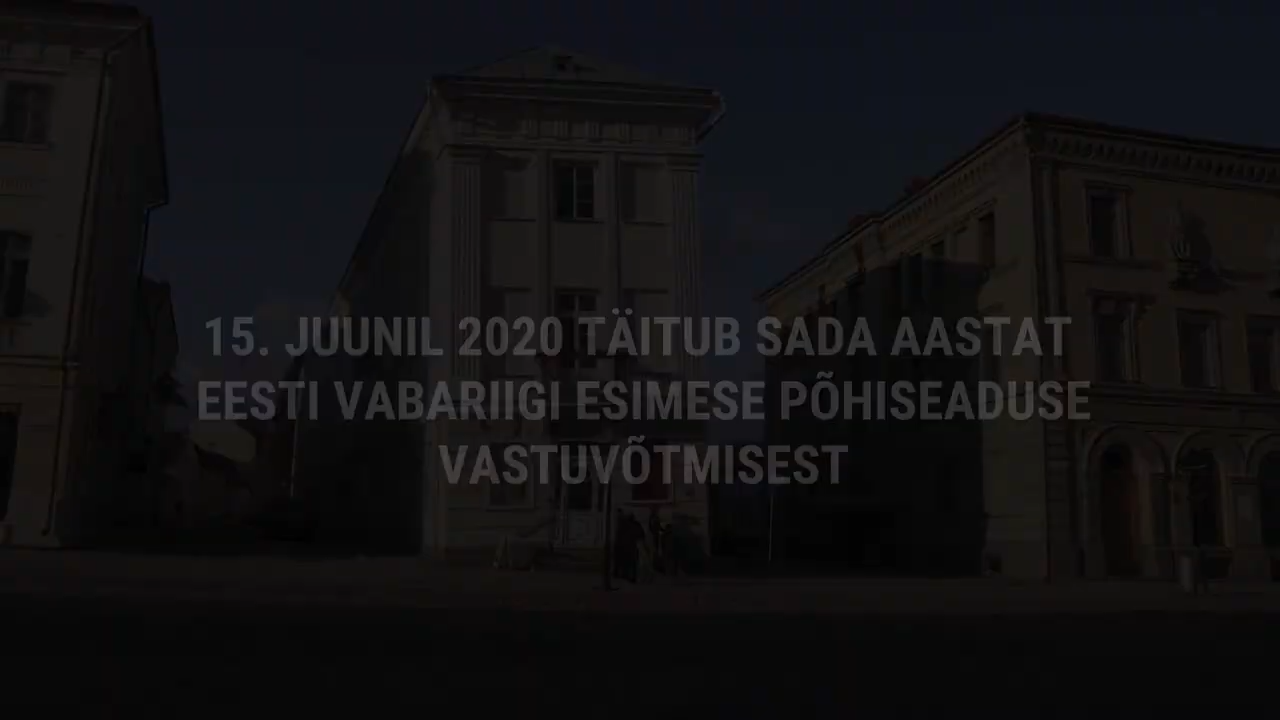 15. JUUNIL 2020 TÄITUB SADA AASTAT
EESTI VABARIIGI ESIMESE PÕHISEADUSE
VASTUVÕTMISEST